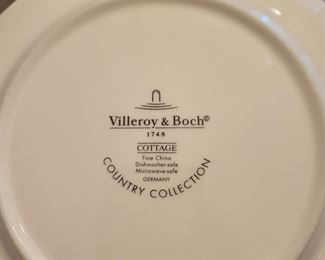 Villeroy & Boch©
1748
COTTAGE
Fine China
Dishwasher-safe
Microwave-safe
GERMANY
COUNTRY COLLECTION